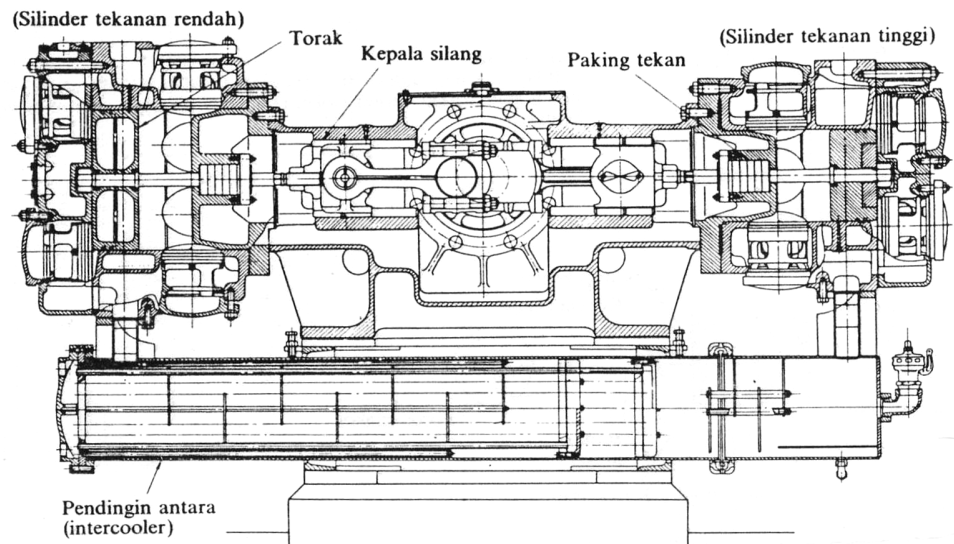 (Silinder tekanan rendah)
Torak
Kepala silang
Paking tekan
(Silinder tekanan tinggi)
Pendingin antara
(intercooler)